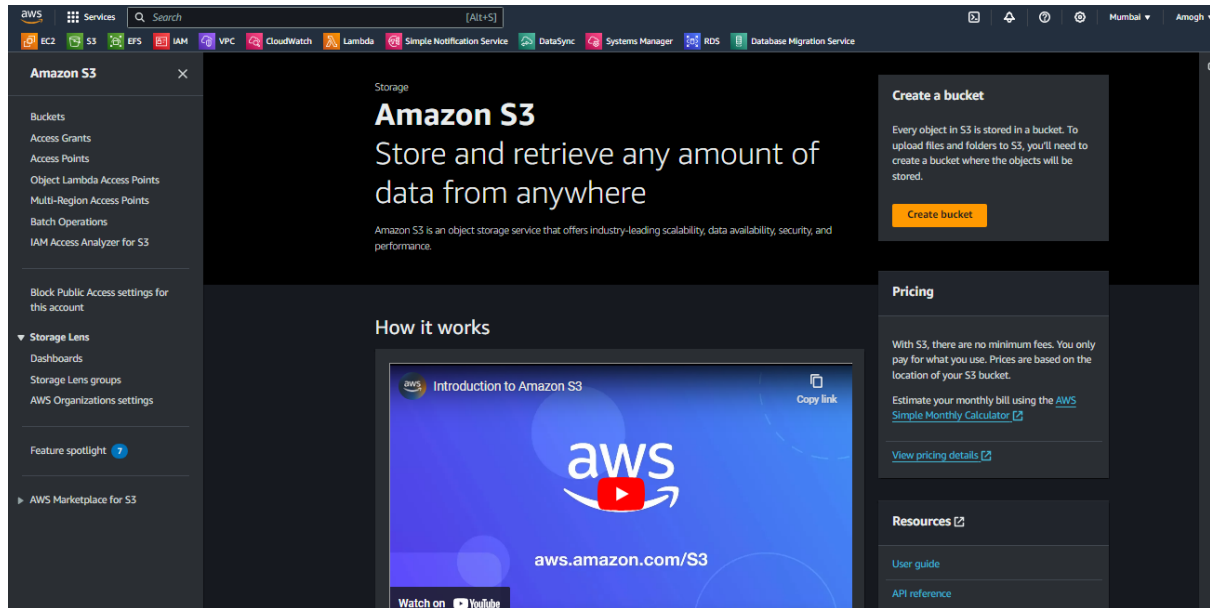 aws
Services
Search
[Alt+S]
Mumbai
Amogh
EC2
S3
EFS
IAM
VPC
CloudWatch
Lambda
Simple Notification Service
DataSync
Systems Manager
RDS
Database Migration Service
Amazon S3
Buckets
Access Grants
Access Points
Object Lambda Access Points
Multi-Region Access Points
Batch Operations
IAM Access Analyzer for S3
Block Public Access settings for
this account
Storage Lens
Dashboards
Storage Lens groups
AWS Organizations settings
Feature spotlight
7
AWS Marketplace for S3
Storage
Amazon S3
Store and retrieve any amount of
data from anywhere
Amazon S3 is an object storage service that offers industry-leading scalability, data availability, security, and
performance.
How it works
aws
Introduction to Amazon S3
Copy link
aws
aws.amazon.com/S3
Watch on YouTube
Create a bucket
Every object in S3 is stored in a bucket. To
upload files and folders to S3, you'll need to
create a bucket where the objects will be
stored.
Create bucket
Pricing
With S3, there are no minimum fees. You only
pay for what you use. Prices are based on the
location of your S3 bucket.
Estimate your monthly bill using the AWS
Simple Monthly Calculator
View pricing details
Resources
User guide
API reference